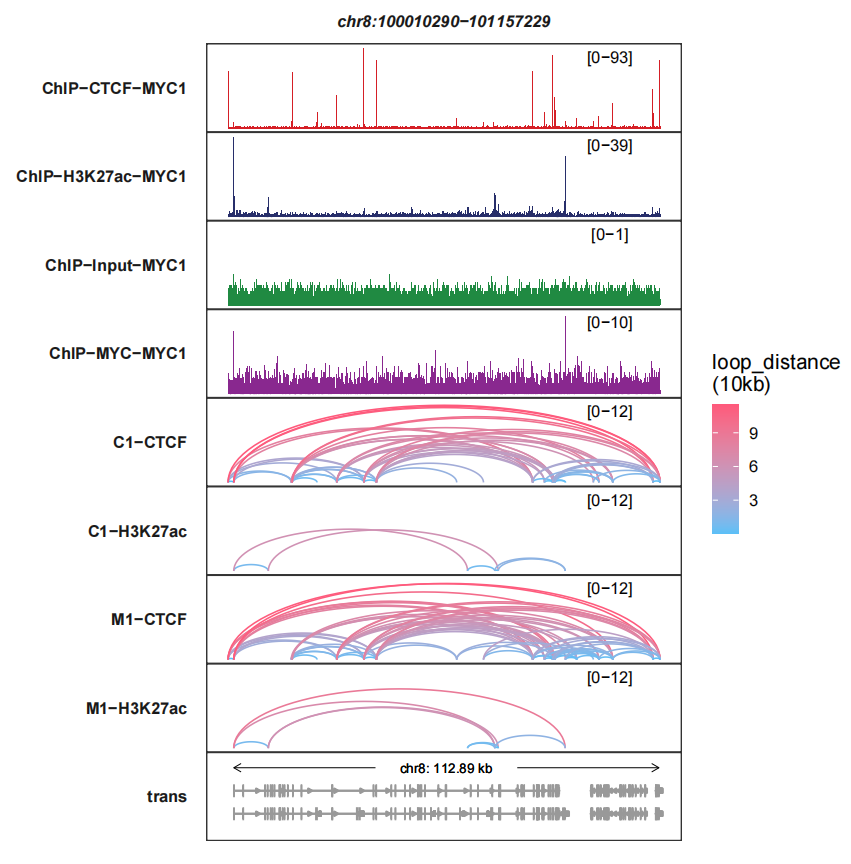 chr8:100010290−101157229
ChIP−CTCF−MYC1
[0−93]
ChIP−H3K27ac−MYC1
[0−39]
ChIP−Input−MYC1
[0−1]
ChIP−MYC−MYC1
[0−10]
C1−CTCF
[0−12]
C1−H3K27ac
[0−12]
M1−CTCF
[0−12]
M1−H3K27ac
[0−12]
trans
chr8: 112.89 kb
loop_distance
(10kb)
9
6
3